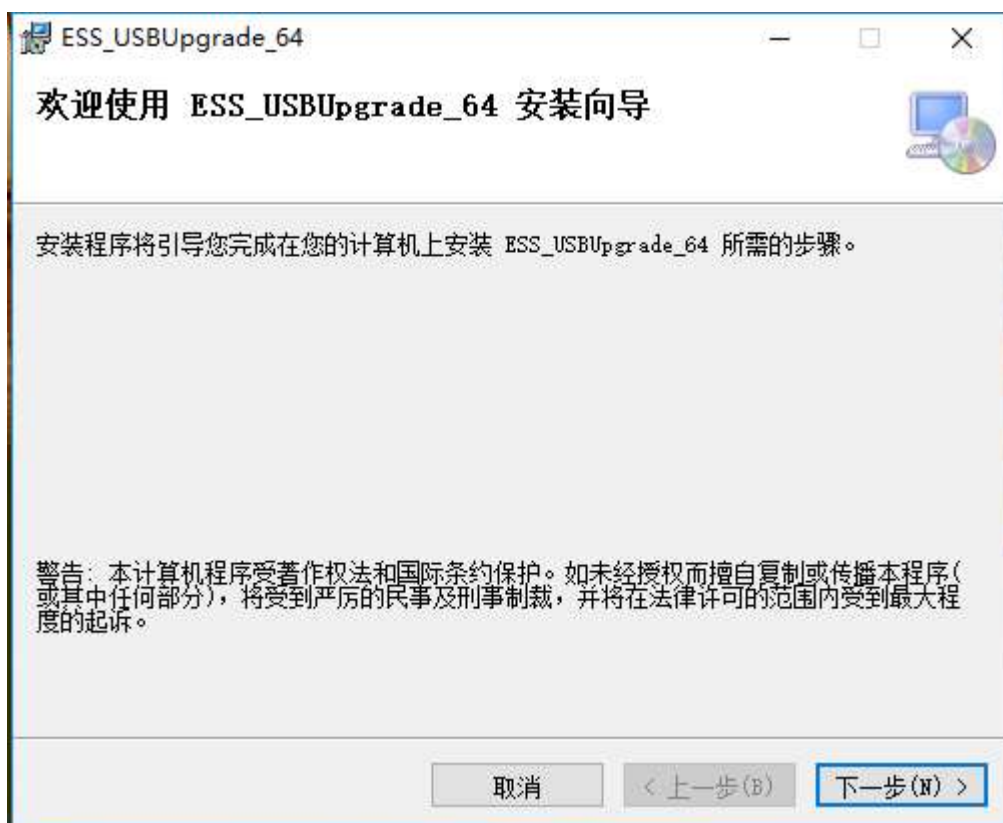 ESS_USBUpgrade_64
欢迎使用 ESS_USBUpgrade_64 安装向导
安装程序将引导您完成在您的计算机上安装 ESS_USBUpgrade_64 所需的步骤。
警告: 本计算机程序受著作权法和国际条约保护。如未经授权而擅自复制或传播本程序(
或其中任何部分)，将受到严厉的民事及刑事制裁，并将在法律许可的范围内受到最大程
度的起诉。
取消
< 上一步(B)
下一步(N) >